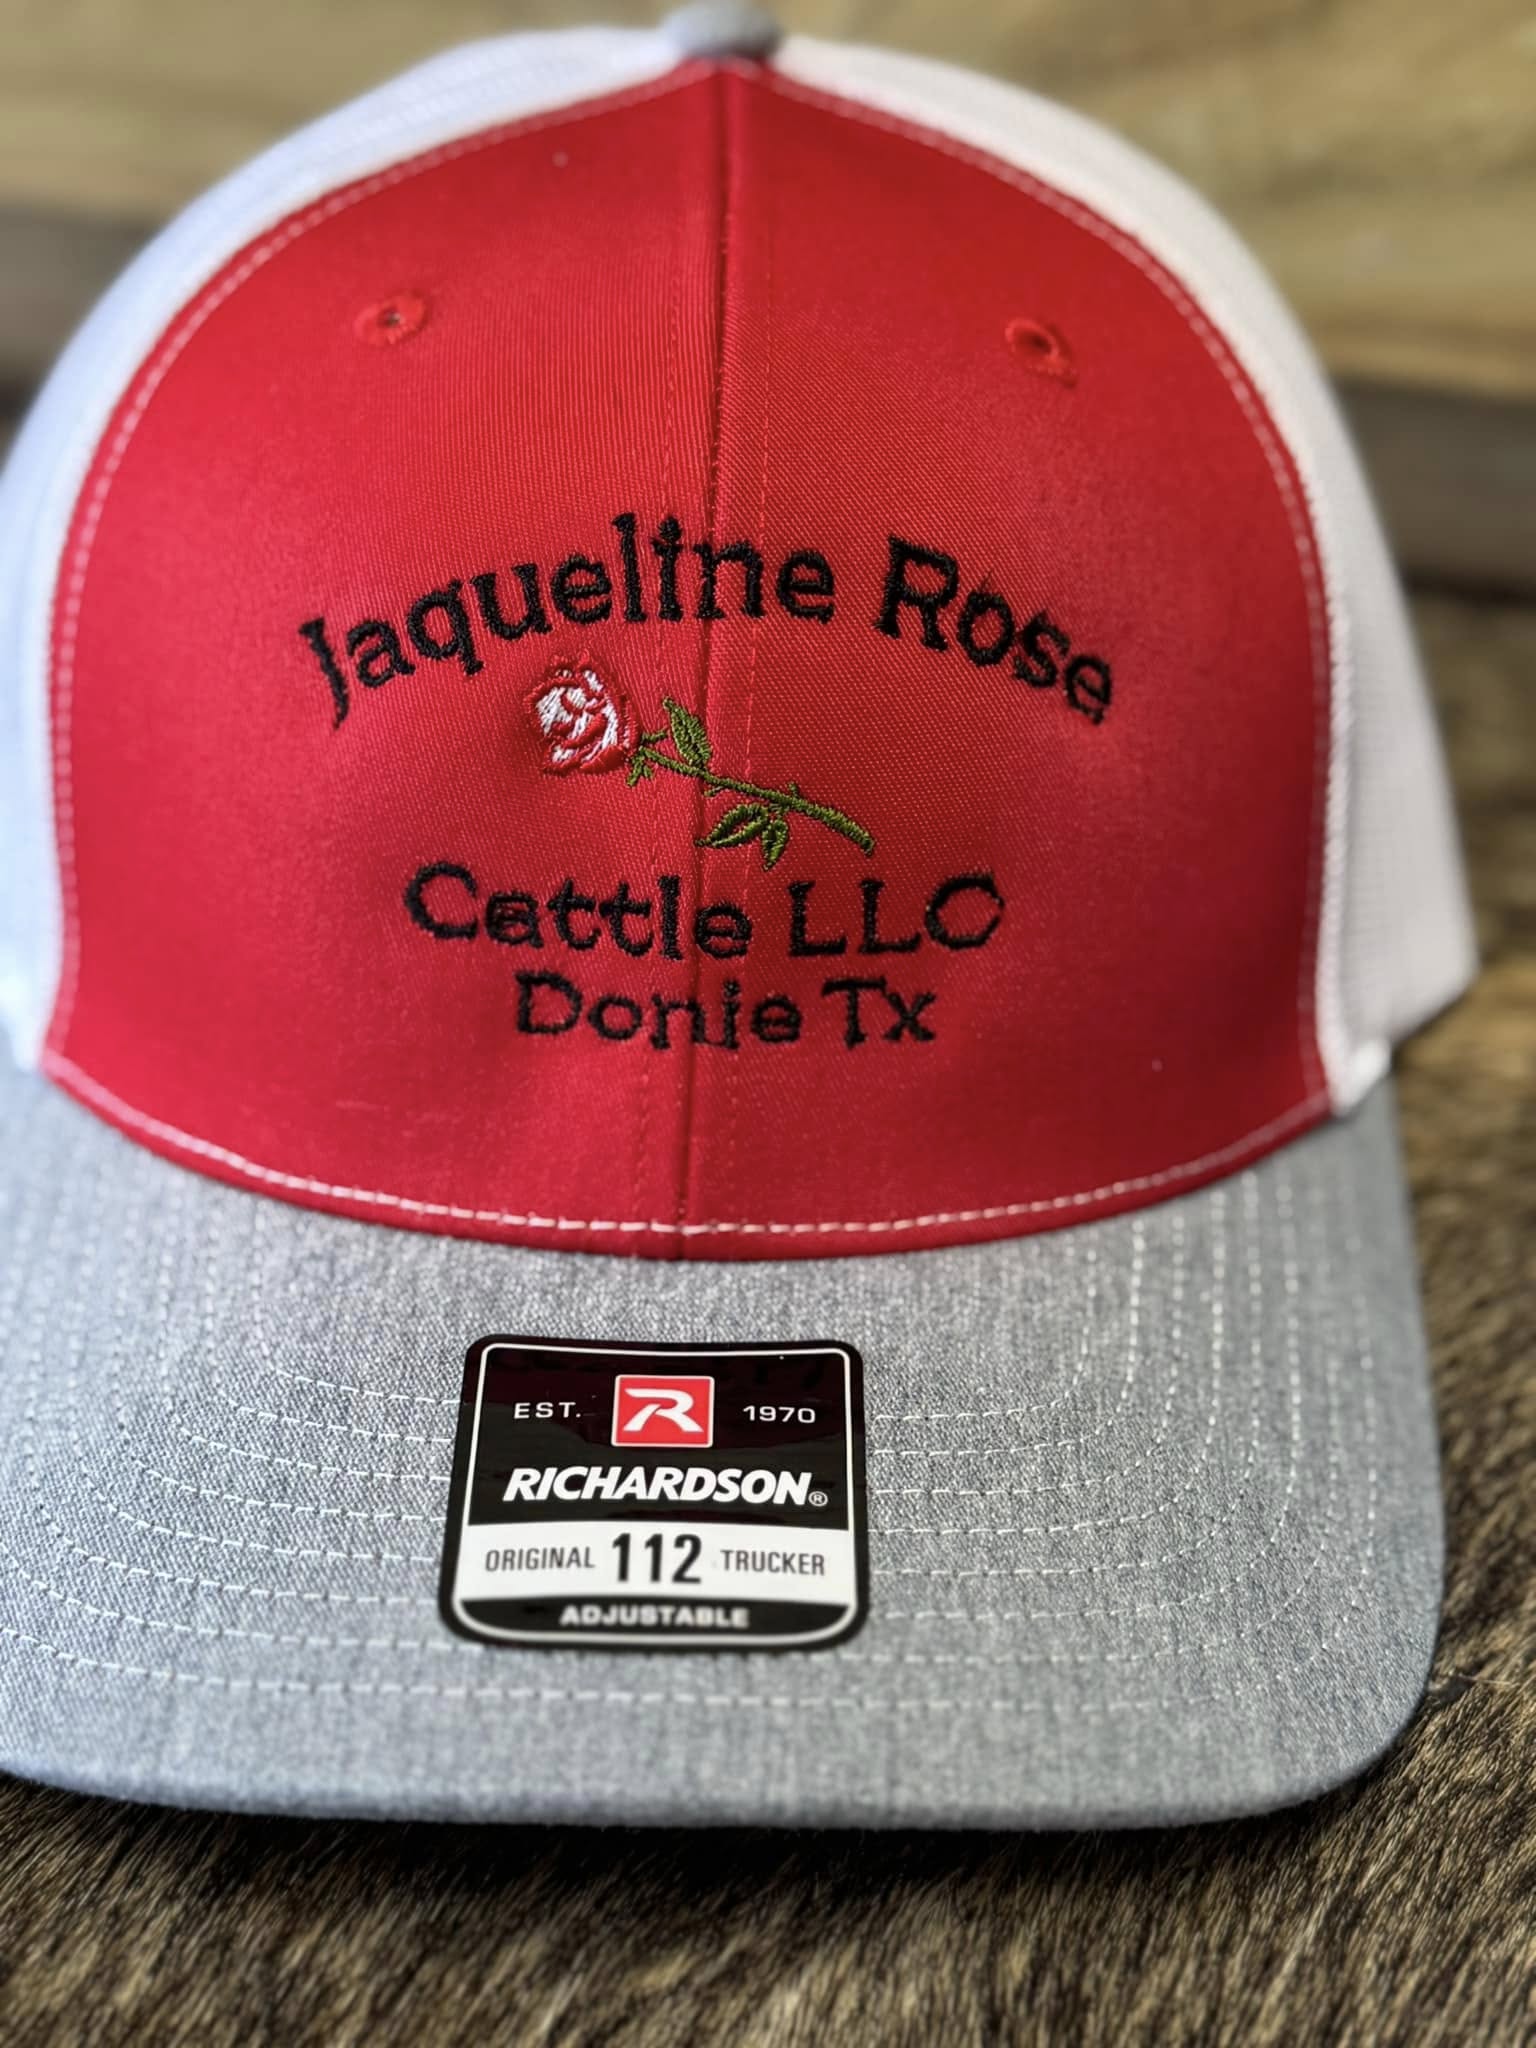 Jaqueline Rose
Cattle LLC
Donie Tx
EST. R 1970
RICHARDSON®
ORIGINAL 112 TRUCKER
ADJUSTABLE